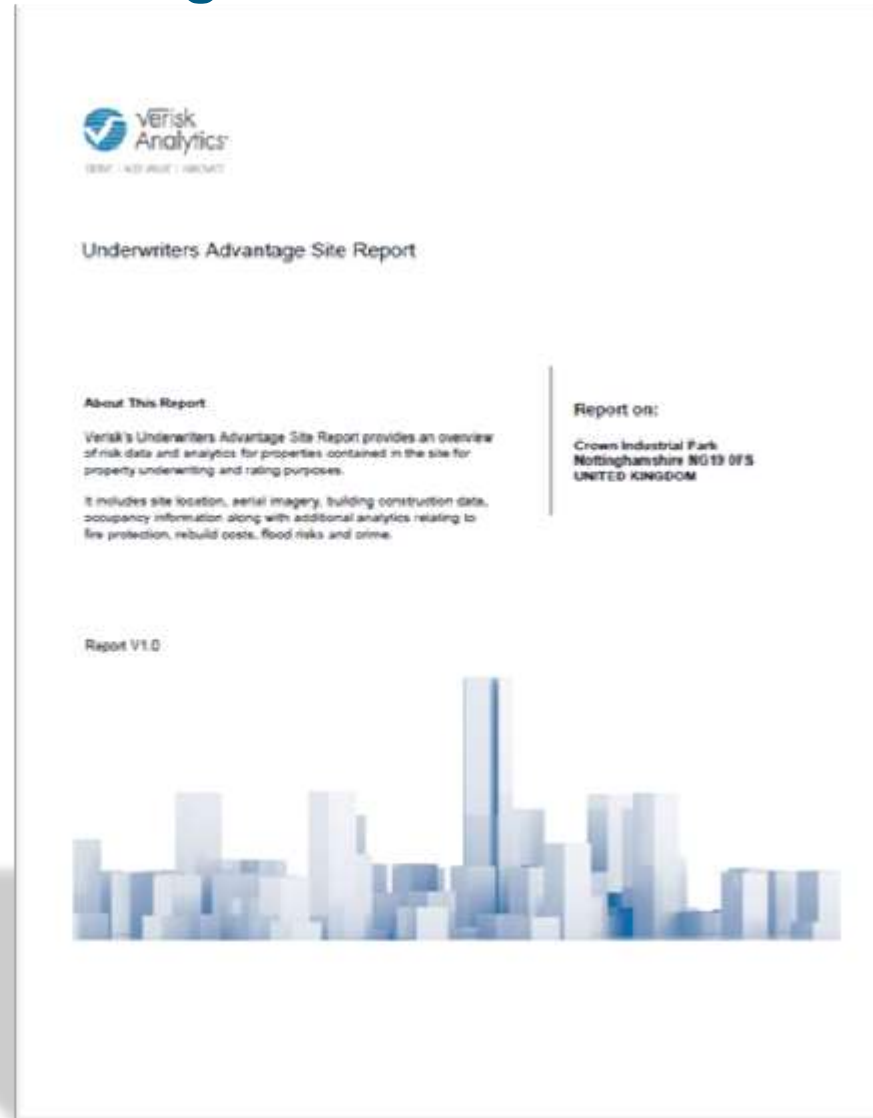 Verisk
Analytics
Underwriters Advantage Site Report
About This Report
Verisk's Underwriters Advantage Site Report provides an overview
of risk data and analytics for properties contained in the site for
property underwriting and rating purposes.
It includes site location, aerial imagery, building construction data,
occupancy information along with additional analytics relating to
fire protection, rebuild costs, flood risks and crime.
Report on:
Crown Industrial Park
Nottinghamshire NG19 0FS
UNITED KINGDOM
Report V1.0